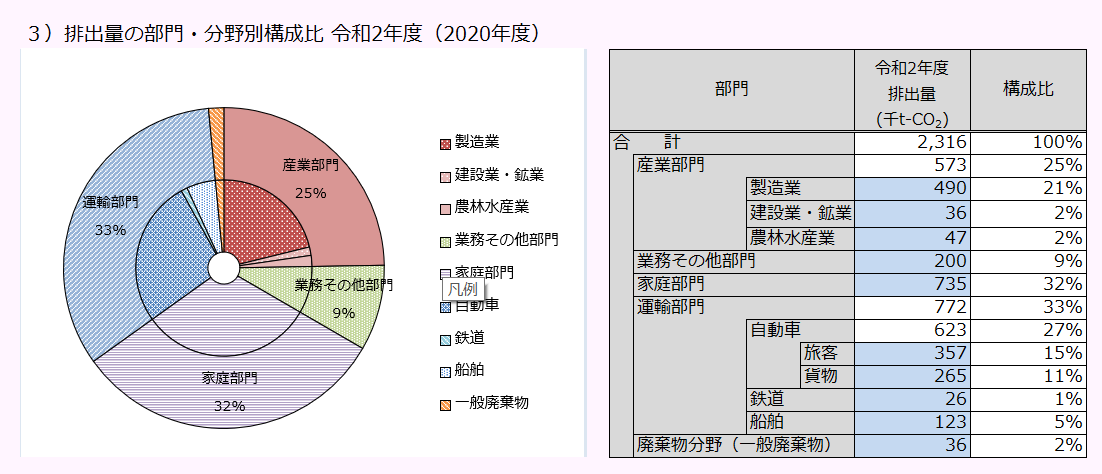 ３）排出量の部門・分野別構成比 令和2年度（2020年度）
産業部門
25%
運輸部門
33%
業務その他部門
9%
家庭部門
32%
製造業
建設業・鉱業
農林水産業
業務その他部門
家庭部門
凡例
自動車
鉄道
船舶
一般廃棄物
部門 令和2年度 排出量 (千t-CO2) 構成比
合　計 2,316 100%
産業部門 573 25%
製造業 490 21%
建設業・鉱業 36 2%
農林水産業 47 2%
業務その他部門 200 9%
家庭部門 735 32%
運輸部門 772 33%
自動車 623 27%
旅客 357 15%
貨物 265 11%
鉄道 26 1%
船舶 123 5%
廃棄物分野（一般廃棄物） 36 2%